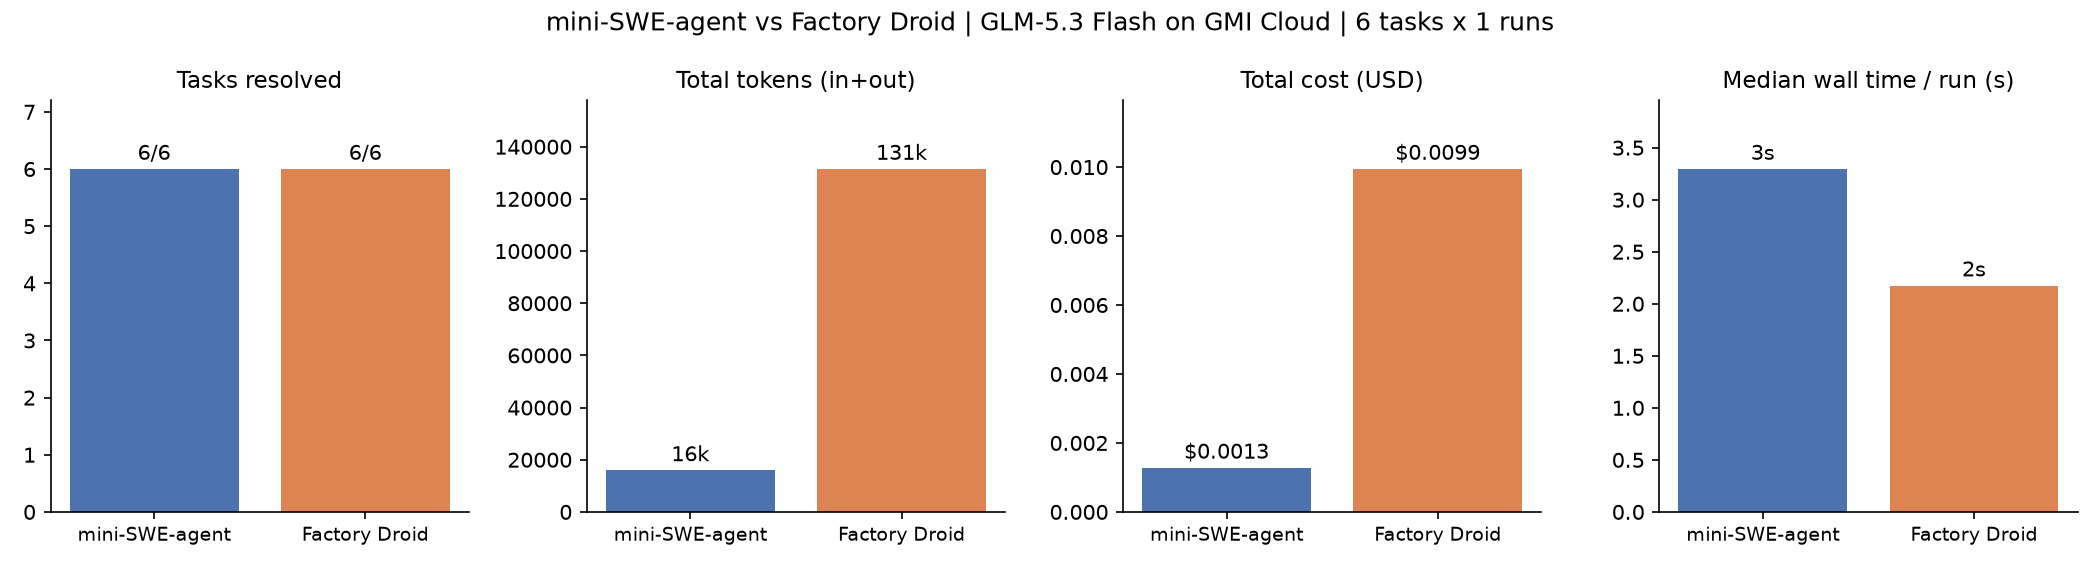 mini-SWE-agent vs Factory Droid | GLM-5.3 Flash on GMI Cloud | 6 tasks x 1 runs
Tasks resolved
7
6
5
4
3
2
1
0
6/6
6/6
mini-SWE-agent
Factory Droid
Total tokens (in+out)
140000
120000
100000
80000
60000
40000
20000
0
16k
131k
mini-SWE-agent
Factory Droid
Total cost (USD)
0.010
0.008
0.006
0.004
0.002
0.000
$0.0013
$0.0099
mini-SWE-agent
Factory Droid
Median wall time / run (s)
3.5
3.0
2.5
2.0
1.5
1.0
0.5
0.0
3s
2s
mini-SWE-agent
Factory Droid